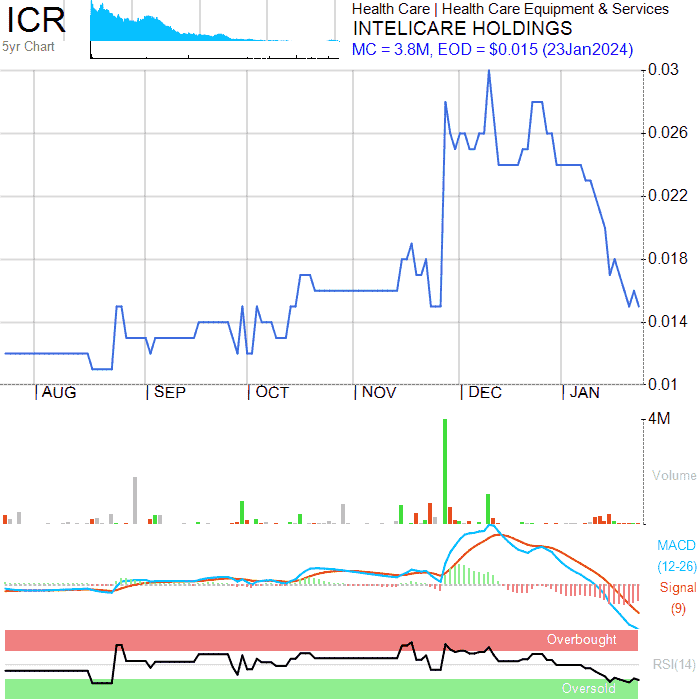 ICR
5yr Chart
Health Care | Health Care Equipment & Services
INTELICARE HOLDINGS
MC = 3.8M, EOD = $0.015 (23Jan2024)
0.03
0.026
0.022
0.018
0.014
0.01
AUG SEP OCT NOV DEC JAN
4M
Volume
MACD
(12-26)
Signal
(9)
Overbought
RSI(14)
Oversold